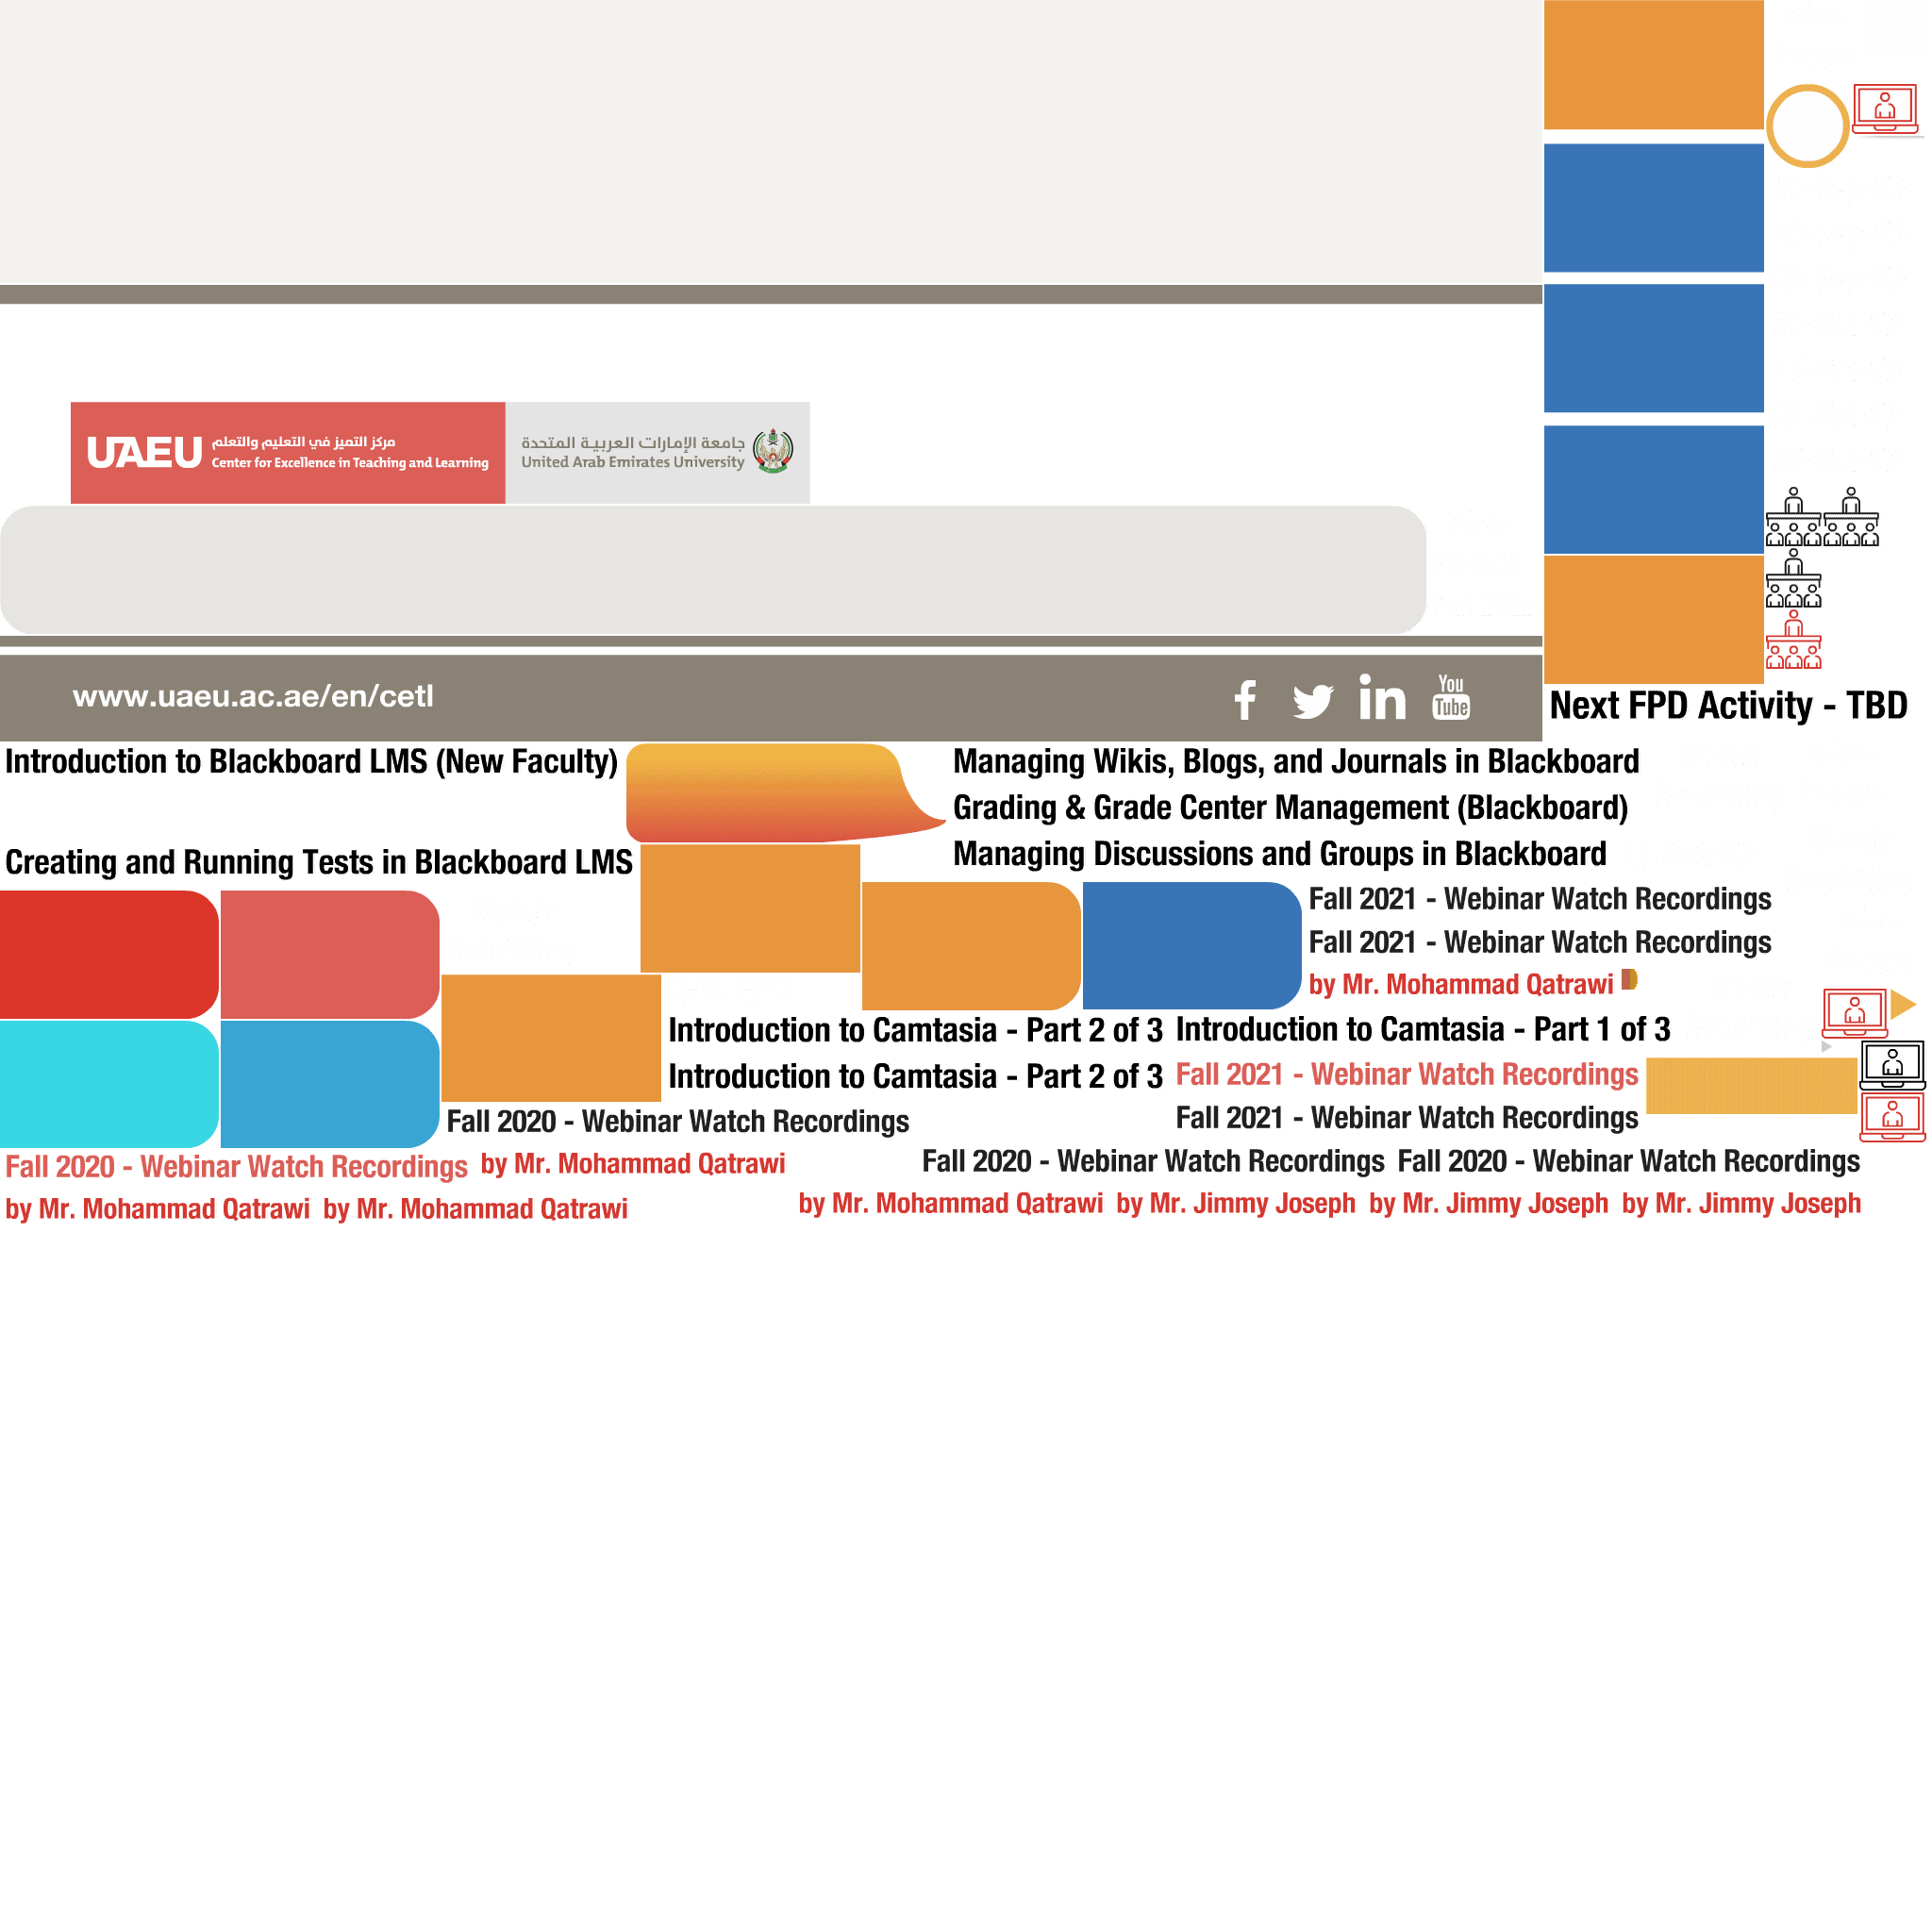 UAEU
مركز التميز في التعليم والتعلم
Center for Excellence in Teaching and Learning
جامعة الإمارات العربية المتحدة
United Arab Emirates University
www.uaeu.ac.ae/en/cetl
f
in
You Tube
Next FPD Activity - TBD
Introduction to Blackboard LMS (New Faculty)
Managing Wikis, Blogs, and Journals in Blackboard
Grading & Grade Center Management (Blackboard)
Creating and Running Tests in Blackboard LMS
Managing Discussions and Groups in Blackboard
Fall 2021 - Webinar Watch Recordings
Fall 2021 - Webinar Watch Recordings
by Mr. Mohammad Qatrawi
Introduction to Camtasia - Part 2 of 3
Introduction to Camtasia - Part 1 of 3
Introduction to Camtasia - Part 2 of 3
Fall 2021 - Webinar Watch Recordings
Fall 2020 - Webinar Watch Recordings
Fall 2021 - Webinar Watch Recordings
Fall 2020 - Webinar Watch Recordings
by Mr. Mohammad Qatrawi
Fall 2020 - Webinar Watch Recordings
Fall 2020 - Webinar Watch Recordings
by Mr. Mohammad Qatrawi
by Mr. Mohammad Qatrawi
by Mr. Mohammad Qatrawi
by Mr. Jimmy Joseph
by Mr. Jimmy Joseph
by Mr. Jimmy Joseph